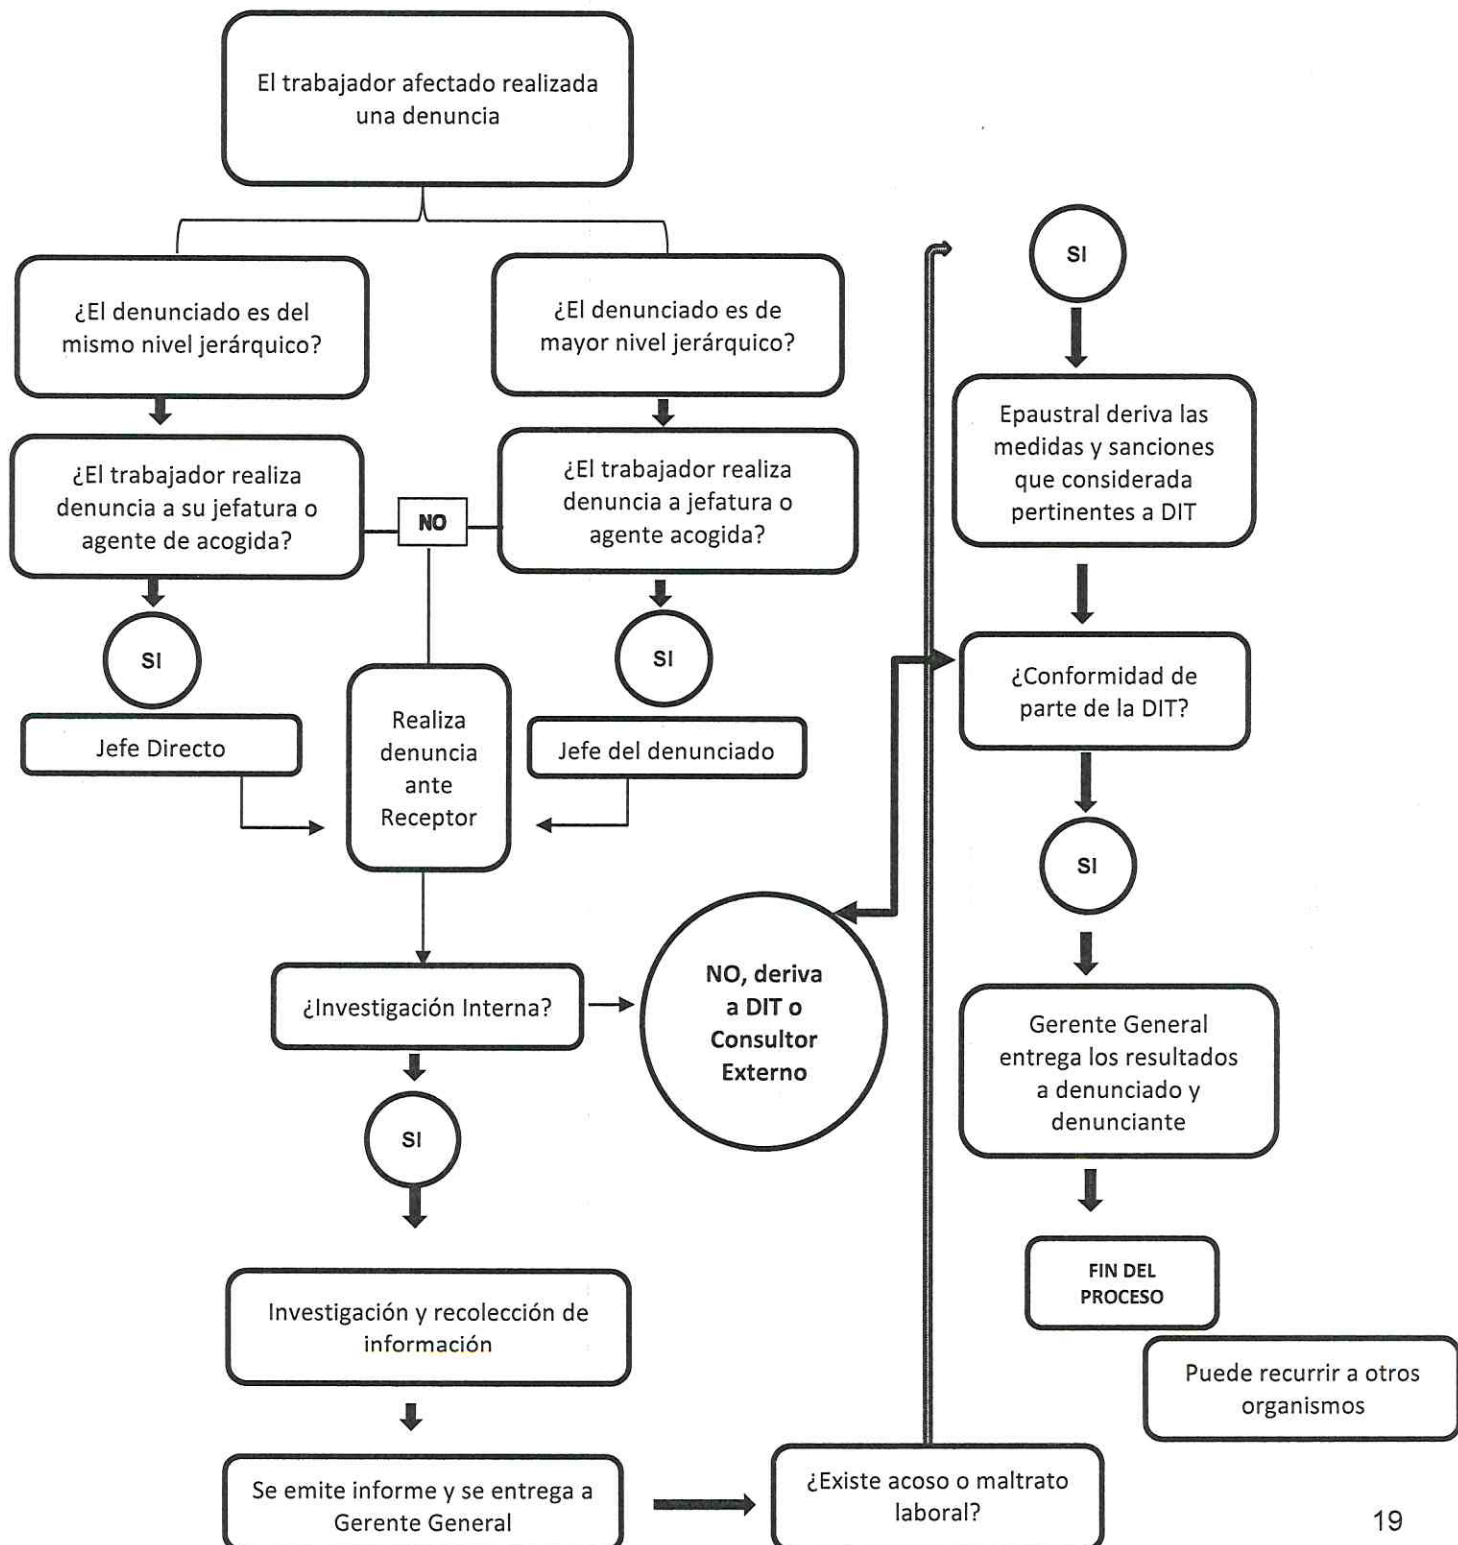 El trabajador afectado realizada
una denuncia
¿El denunciado es del
mismo nivel jerárquico?
¿El denunciado es de
mayor nivel jerárquico?
¿El trabajador realiza
denuncia a su jefatura o
agente de acogida?
NO
¿El trabajador realiza
denuncia a jefatura o
agente acogida?
SI
SI
Jefe Directo
Realiza
denuncia
ante
Receptor
Jefe del denunciado
¿Investigación Interna?
NO, deriva
a DIT o
Consultor
Externo
SI
Investigación y recolección de
información
Se emite informe y se entrega a
Gerente General
¿Existe acoso o maltrato
laboral?
SI
Epaustral deriva las
medidas y sanciones
que considerada
pertinentes a DIT
¿Conformidad de
parte de la DIT?
SI
Gerente General
entrega los resultados
a denunciado y
denunciante
FIN DEL
PROCESO
Puede recurrir a otros
organismos
19